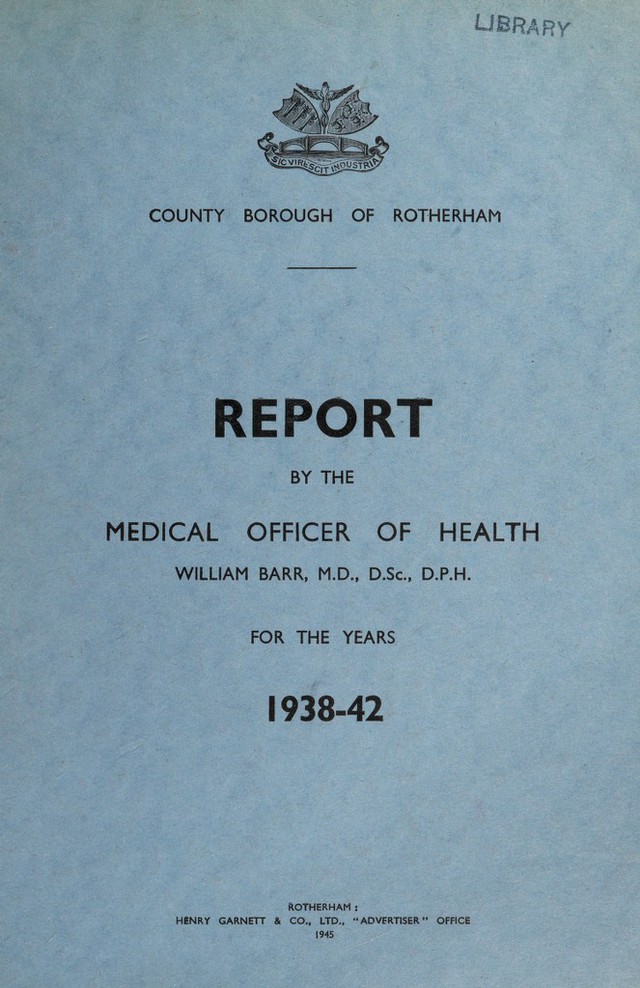 LIBRARY
SIC VIRESCIT INDUSTRIA
COUNTY BOROUGH OF ROTHERHAM
REPORT
BY THE
MEDICAL OFFICER OF HEALTH
WILLIAM BARR, M.D., D.Sc., D.P.H.
FOR THE YEARS
1938-42
ROTHERHAM :
HENRY GARNETT & CO., LTD., "ADVERTISER" OFFICE
1945